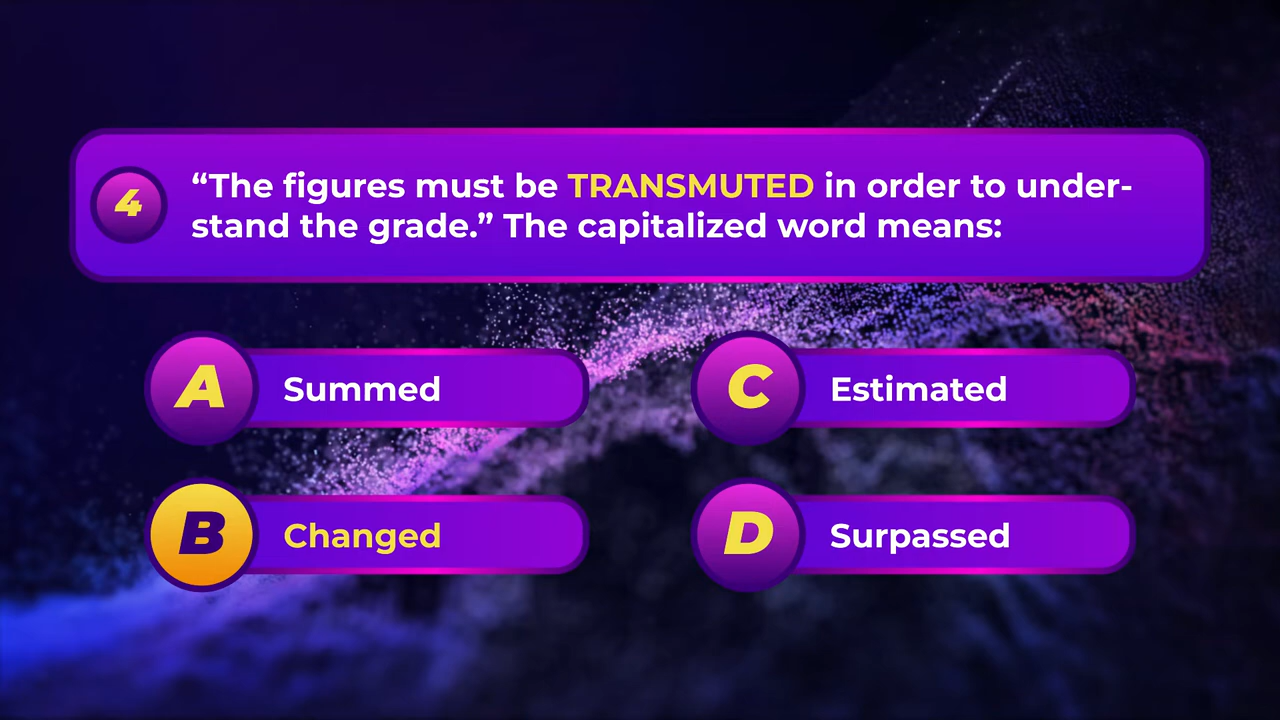 4
“The figures must be TRANSMUTED in order to under-
stand the grade.” The capitalized word means:
A Summed
B Changed
C Estimated
D Surpassed